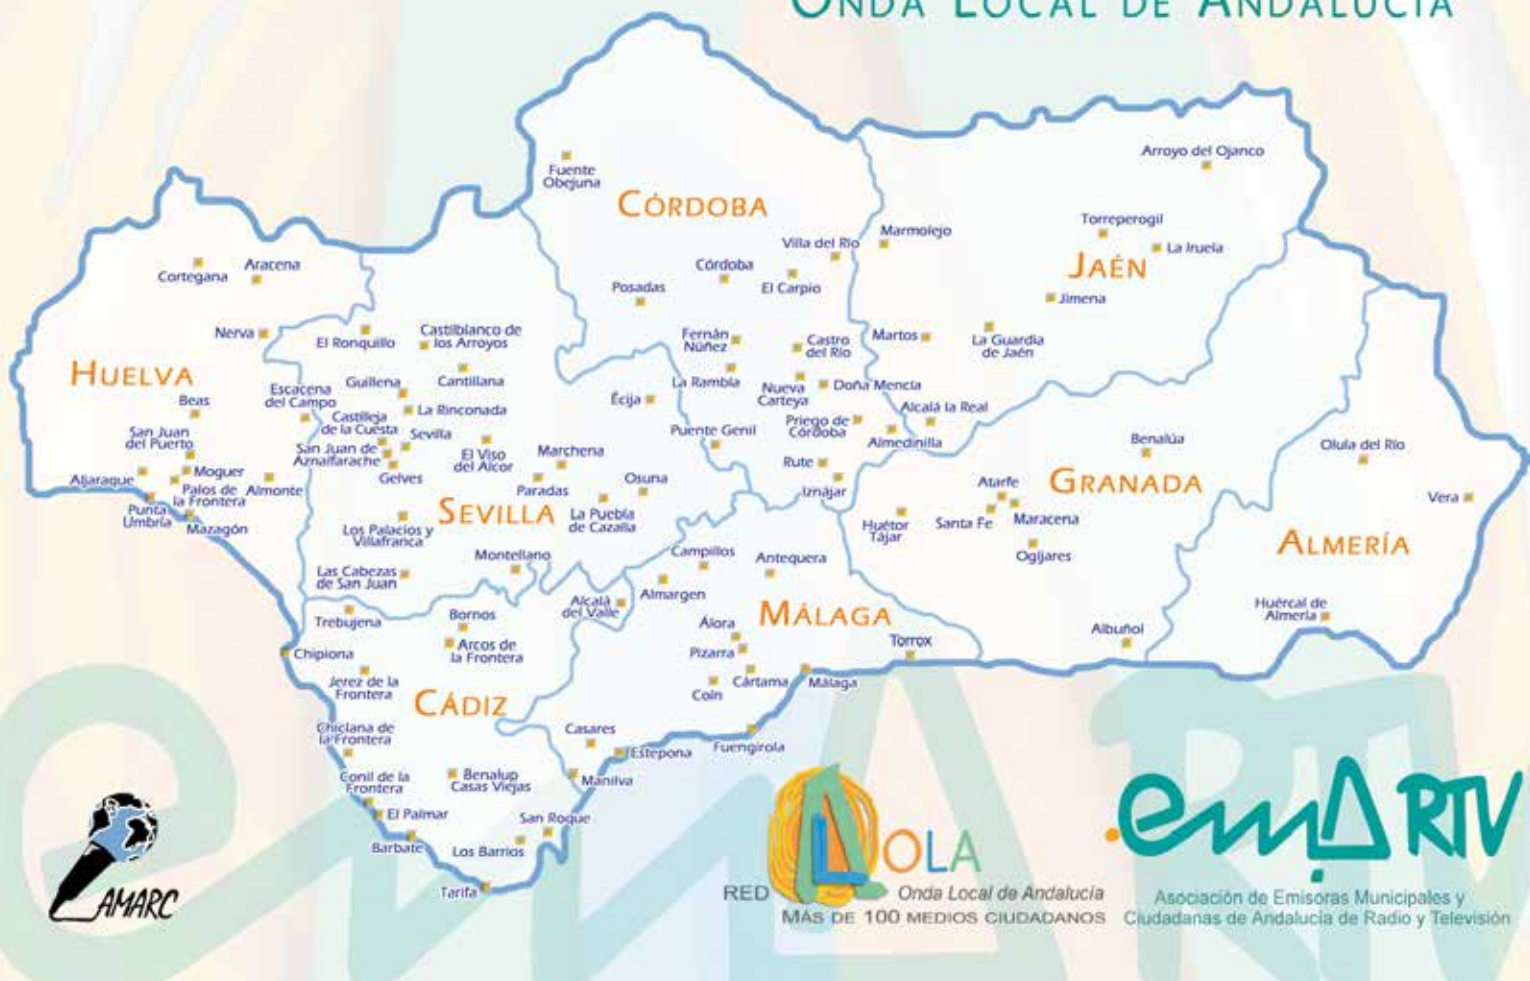 ONDA LOCAL DE ANDALUCÍA
Fuente
Obejuna
CÓRDOBA
Villa del Río
Córdoba
El Carpio
Posadas
Fernán
Núñez
Castro
del Río
La Rambla
Nueva
Carteya
Doña Mencía
Priego de
Córdoba
Almedinilla
Puente Genil
Rute
Iznájar
Arroyo del Ojanco
Marmolejo
Torreperogil
La Iruela
JAÉN
Jimena
Martos
La Guardia
de Jaén
Alcalá la Real
Cortegana
Aracena
Nerva
HUELVA
Escacena
del Campo
Beas
San Juan
del Puerto
Aljaraque
Moguer
Palos de
la Frontera
Almonte
Punta
Umbría
Mazagón
El Ronquillo
Castilblanco de
los Arroyos
Guillena
Cantillana
La Rinconada
Castilleja
de la Cuesta
Sevilla
San Juan de
Aznalfarache
Gelves
El Viso
del Alcor
Écija
Marchena
Paradas
Osuna
La Puebla
de Cazalla
SEVILLA
Los Palacios y
Villafranca
Montellano
Las Cabezas
de San Juan
Benalúa
GRANADA
Atarfe
Santa Fe
Maracena
Huétor
Tájar
Ogíjares
Albuñol
Olula del Río
Vera
ALMERÍA
Huércal de
Almería
Campillos
Antequera
Almargen
MÁLAGA
Álora
Pizarra
Cártama
Coín
Málaga
Torrox
Casares
Estepona
Fuengirola
Manilva
Alcalá
del Valle
Trebujena
Bornos
Arcos de
la Frontera
Chipiona
Jerez de la
Frontera
CÁDIZ
Chiclana de
la Frontera
Conil de la
Frontera
Benalup
Casas Viejas
El Palmar
San Roque
Barbate
Los Barrios
Tarifa
AMARC
OLA
RED
Onda Local de Andalucía
MÁS DE 100 MEDIOS CIUDADANOS
emARTV
Asociación de Emisoras Municipales y
Ciudadanas de Andalucía de Radio y Televisión
emARTV